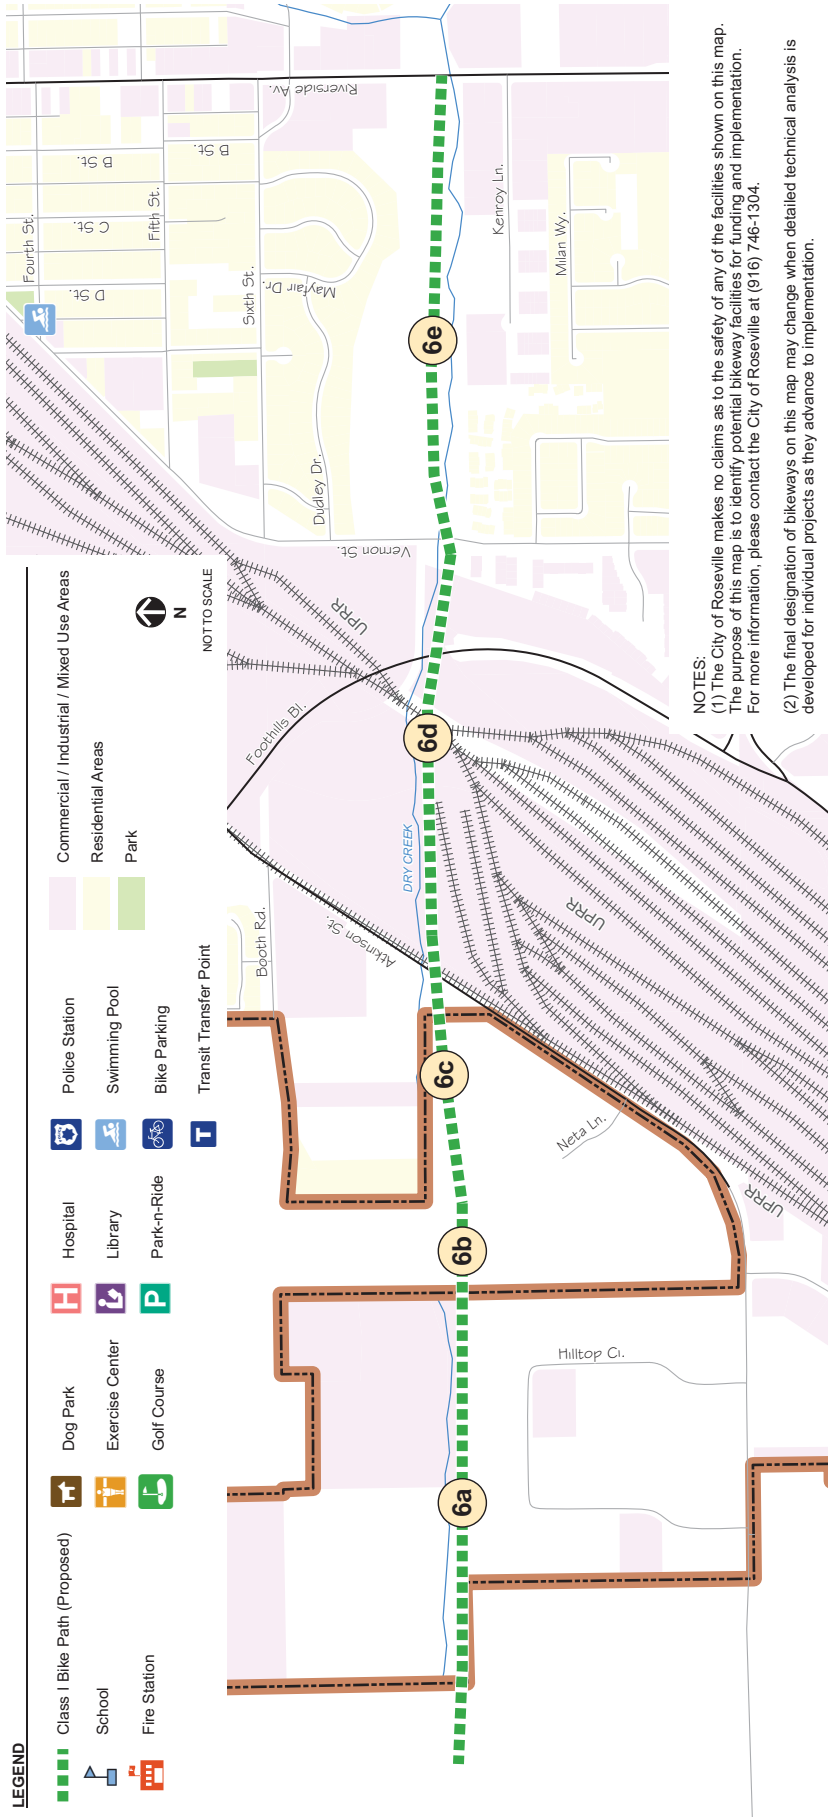 LEGEND
Class I Bike Path (Proposed)
School
Fire Station
Dog Park
Exercise Center
Golf Course
H
Hospital
Library
P
Park-n-Ride
Police Station
Swimming Pool
Bike Parking
T
Transit Transfer Point
Commercial / Industrial / Mixed Use Areas
Residential Areas
Park
N
NOT TO SCALE
Fourth St.
Fifth St.
Sixth St.
B St.
B St.
C St.
D St.
Riverside Av.
Mayfair Dr.
Dudley Dr.
Vernon St.
Kenroy Ln.
Milan Wy.
UPRR
Foothills Bl.
DRY CREEK
Atkinson St.
Booth Rd.
UPRR
Neta Ln.
UPRR
Hilltop Ci.
6a
6b
6c
6d
6e
NOTES:
(1) The City of Roseville makes no claims as to the safety of any of the facilities shown on this map.
The purpose of this map is to identify potential bikeway facilities for funding and implementation.
For more information, please contact the City of Roseville at (916) 746-1304.
(2) The final designation of bikeways on this map may change when detailed technical analysis is
developed for individual projects as they advance to implementation.